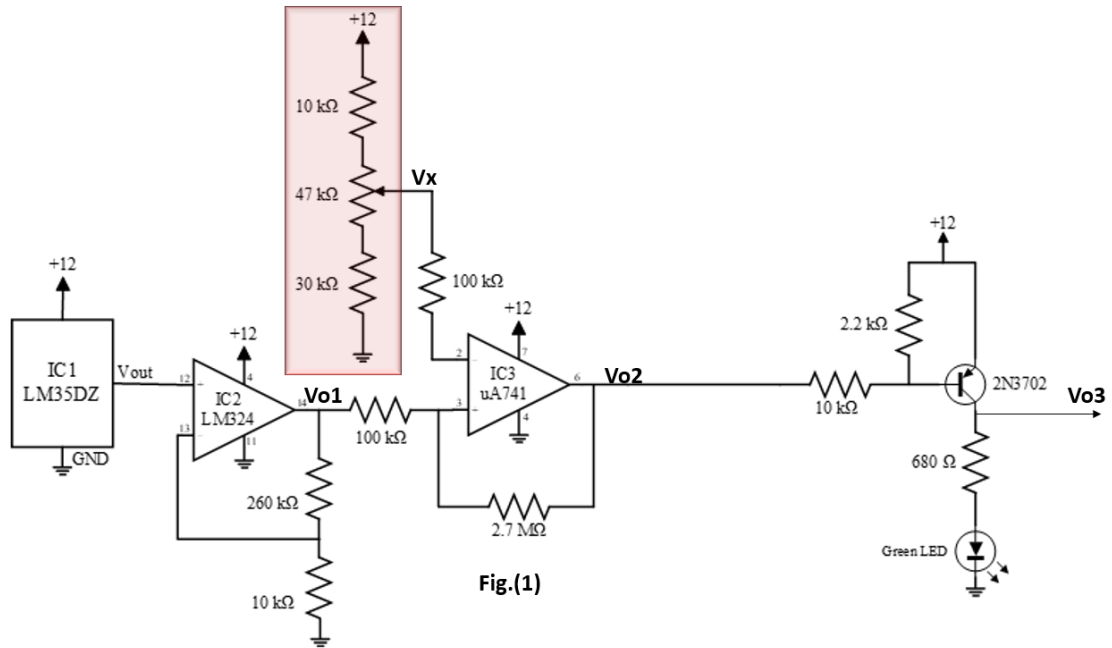 +12
10 kΩ
47 kΩ
Vx
30 kΩ
100 kΩ
+12
IC1
LM35DZ
Vout
GND
+12
12
+
4
IC2
LM324
13
-
11
14
Vo1
100 kΩ
260 kΩ
10 kΩ
+12
2
-
7
IC3
uA741
3
+
4
6
Vo2
2.7 MΩ
10 kΩ
+12
2.2 kΩ
2N3702
Vo3
680 Ω
Green LED
Fig.(1)